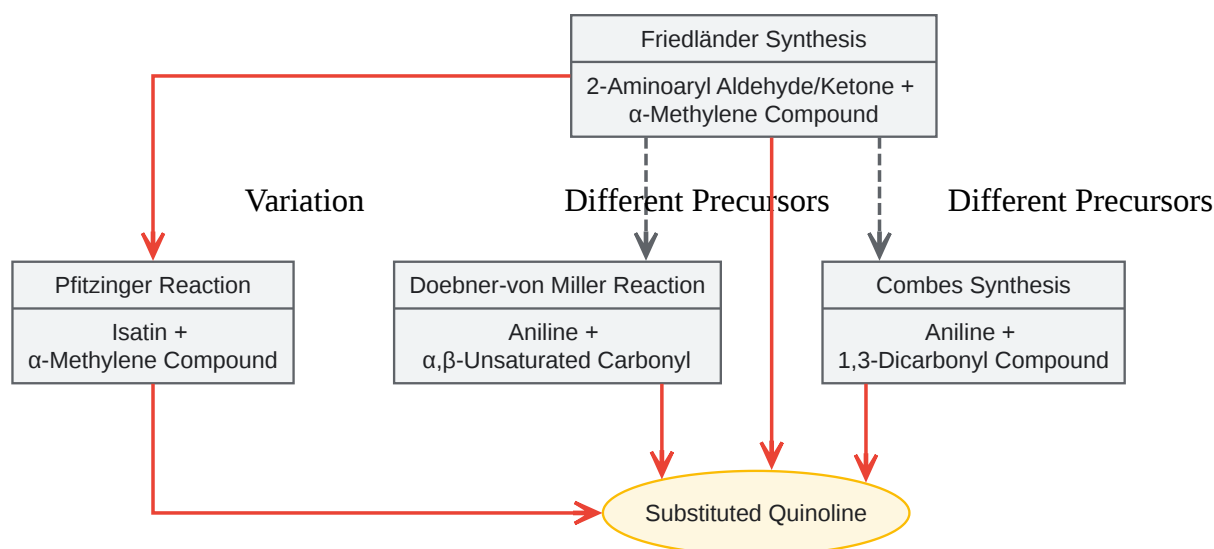 Friedländer Synthesis
2-Aminoaryl Aldehyde/Ketone +
α-Methylene Compound
Variation
Different Precursors
Different Precursors
Pfitzinger Reaction
Isatin +
α-Methylene Compound
Doebner-von Miller Reaction
Aniline +
α,β-Unsaturated Carbonyl
Combes Synthesis
Aniline +
1,3-Dicarbonyl Compound
Substituted Quinoline